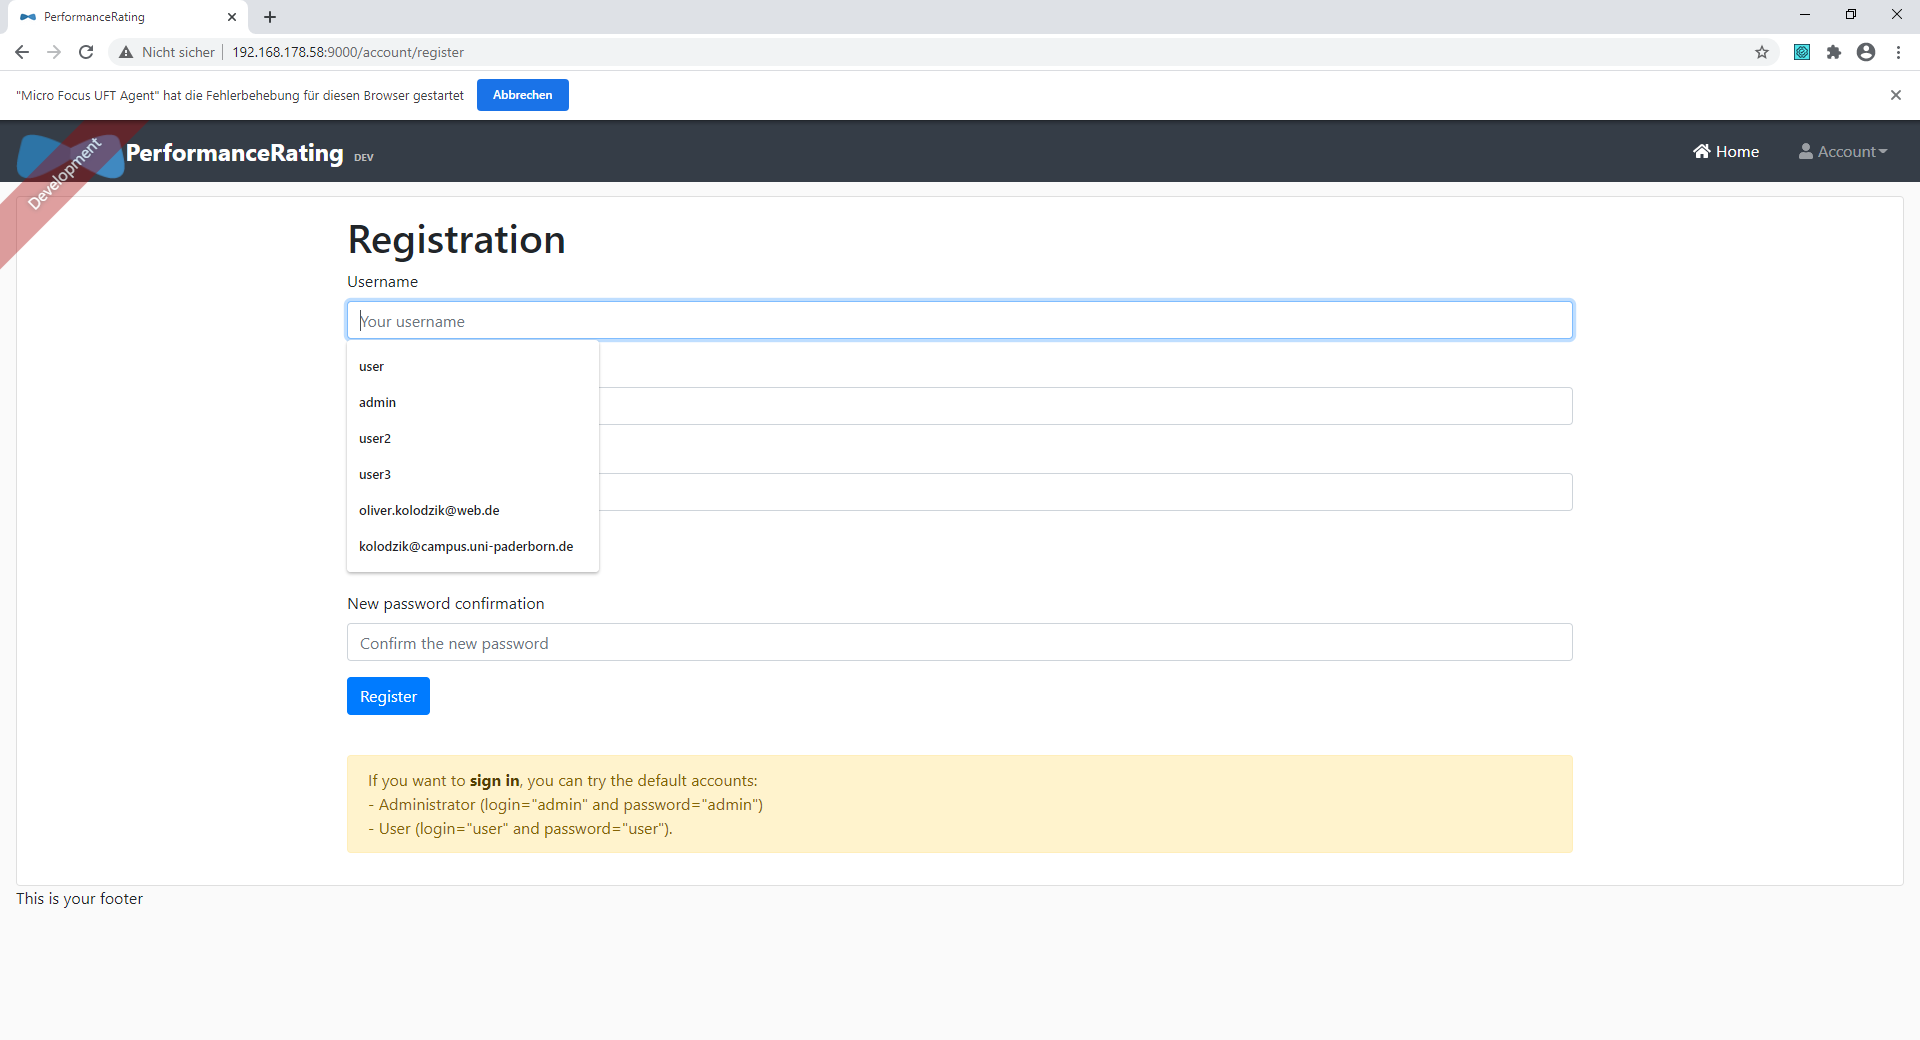 PerformanceRating
Nicht sicher
192.168.178.58:9000/account/register
"Micro Focus UFT Agent" hat die Fehlerbehebung für diesen Browser gestartet
Abbrechen
Development
PerformanceRating DEV
Home
Account
Registration
Username
Your username
user
admin
user2
user3
oliver.kolodzik@web.de
kolodzik@campus.uni-paderborn.de
New password confirmation
Confirm the new password
Register
If you want to sign in, you can try the default accounts:
- Administrator (login="admin" and password="admin")
- User (login="user" and password="user").
This is your footer